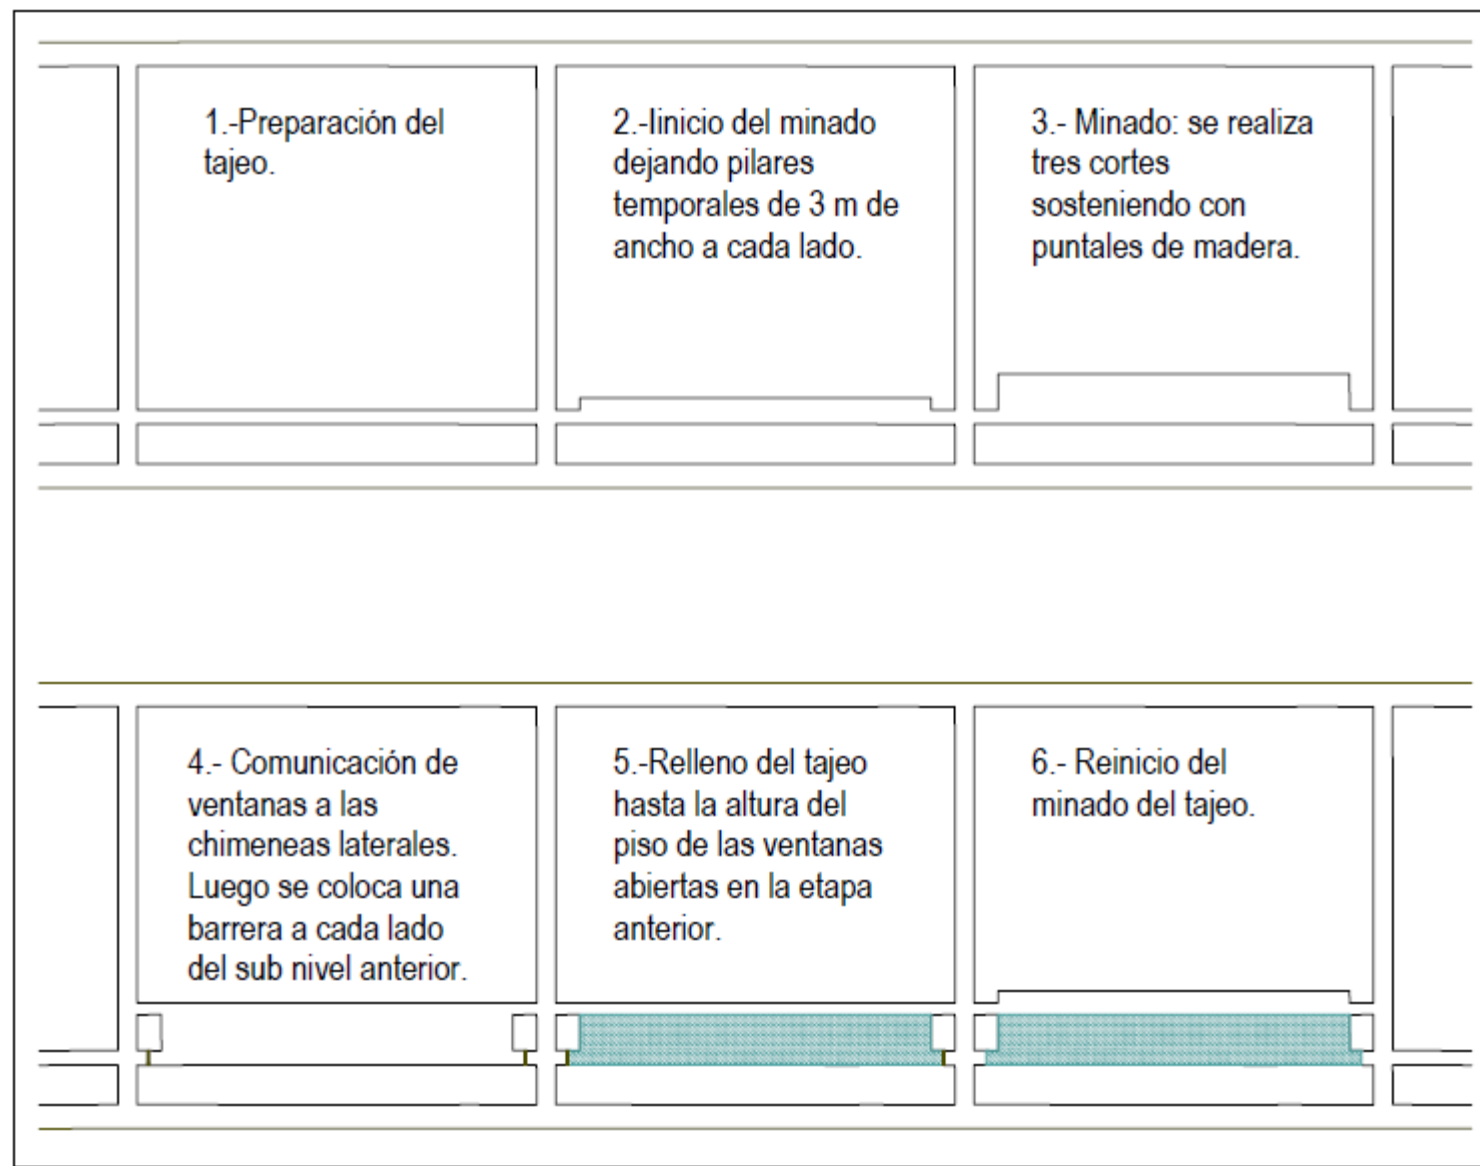 1.-Preparación del
tajeo.
2.-Iinicio del minado
dejando pilares
temporales de 3 m de
ancho a cada lado.
3.- Minado: se realiza
tres cortes
sosteniendo con
puntales de madera.
4.- Comunicación de
ventanas a las
chimeneas laterales.
Luego se coloca una
barrera a cada lado
del sub nivel anterior.
5.-Relleno del tajeo
hasta la altura del
piso de las ventanas
abiertas en la etapa
anterior.
6.- Reinicio del
minado del tajeo.